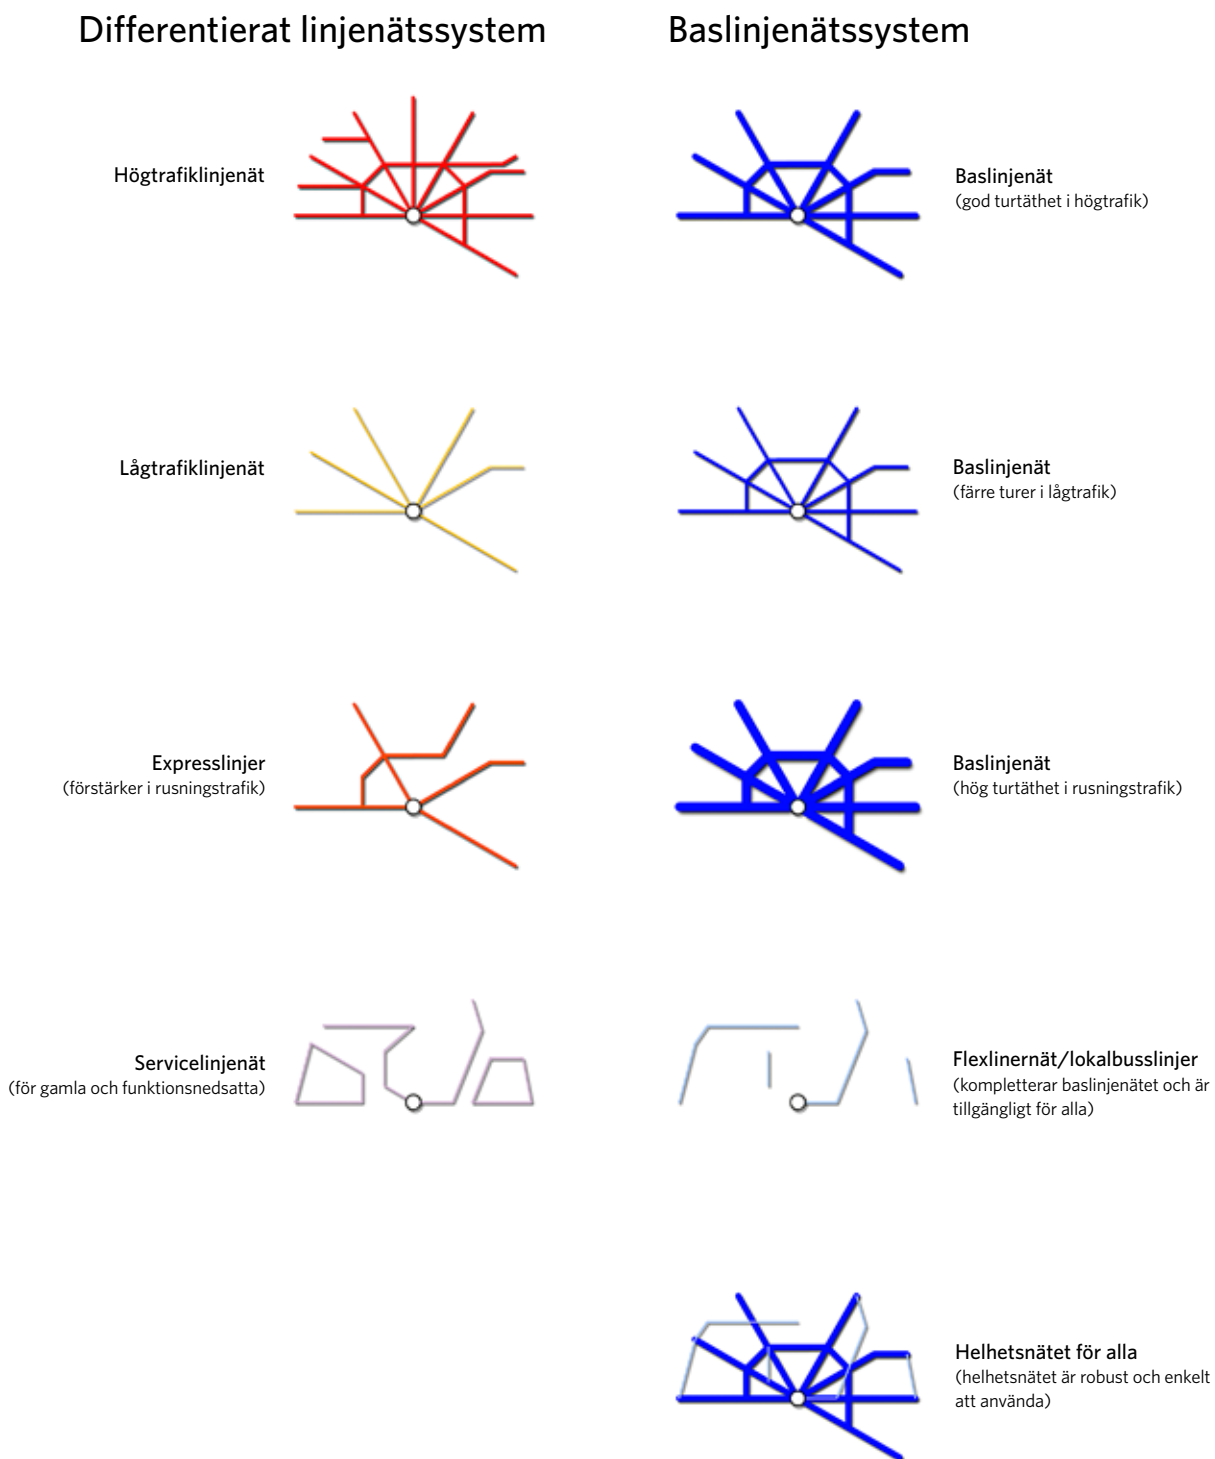 Differentierat linjenätssystem
Baslinjenätssystem
Högtrafiklinjenät
Baslinjenät
(god turtäthet i högtrafik)
Lågtrafiklinjenät
Baslinjenät
(färre turer i lågtrafik)
Expresslinjer
(förstärker i rusningstrafik)
Baslinjenät
(hög turtäthet i rusningstrafik)
Servicelinjenät
(för gamla och funktionsnedsatta)
Flexlinernät/lokalbusslinjer
(kompletterar baslinjenätet och är
tillgängligt för alla)
Helhetsnätet för alla
(helhetsnätet är robust och enkelt
att använda)